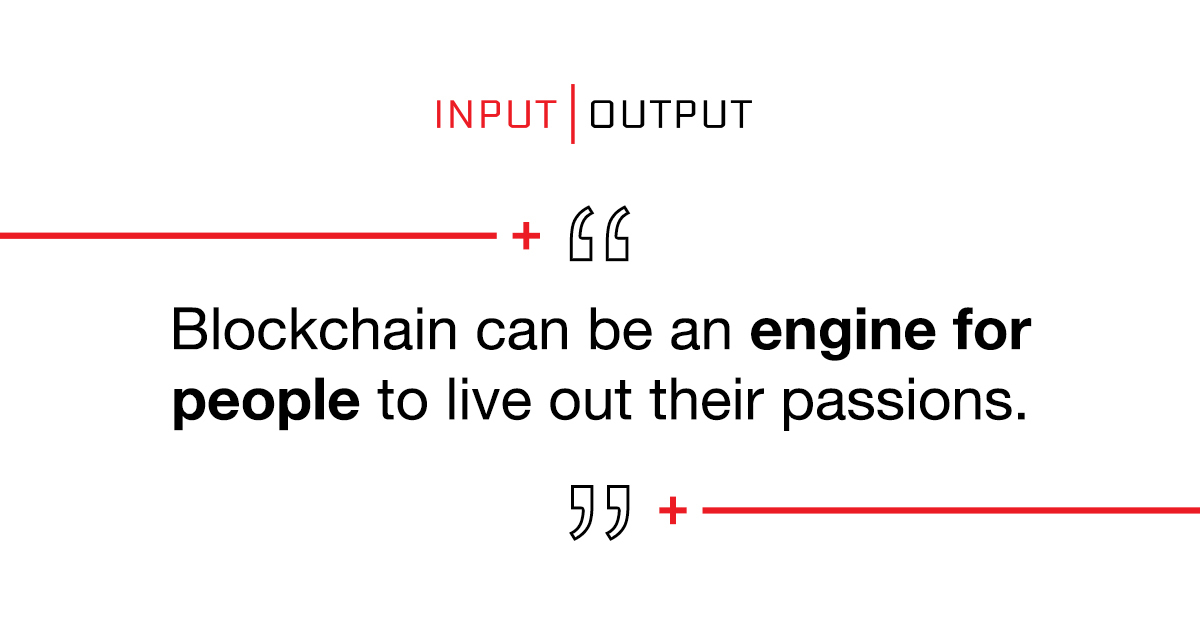 INPUT | OUTPUT
“
Blockchain can be an engine for
people to live out their passions.
”